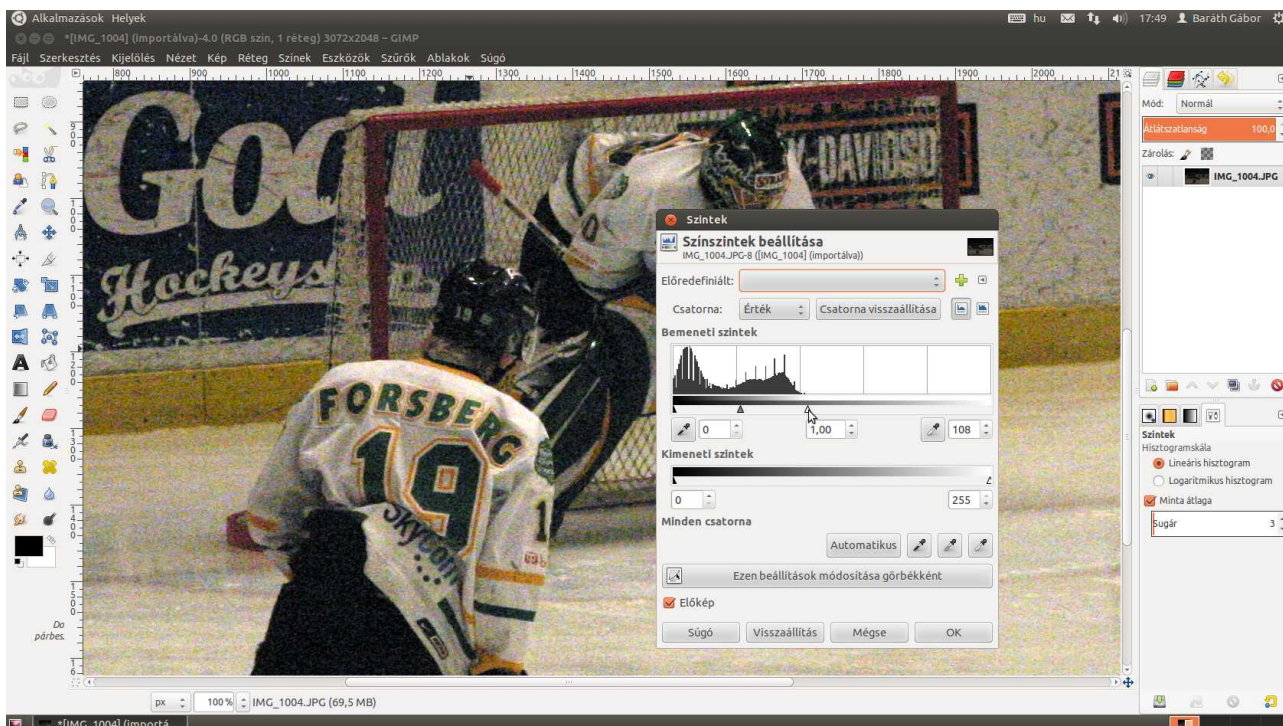 Alkalmazások Helyek
hu
17:49 Baráth Gábor
*[IMG_1004] (importálva)-4.0 (RGB szín, 1 réteg) 3072x2048 – GIMP
Fájl Szerkesztés Kijelölés Nézet Kép Réteg Színek Eszközök Szűrők Ablakok Súgó
800 900 1000 1100 1200 1300 1400 1500 1600 1700 1800 1900 2000
Mód: Normál
Átlátszatlanság 100,0
Zárolás:
IMG_1004.JPG
Hockeys
FORSBERG
19
19
Skyeom
Szintek
Színszintek beállítása
IMG_1004.JPG-8 ([IMG_1004] (importálva))
Előredefiniált:
Csatorna: Érték Csatorna visszaállítása
Bemeneti szintek
0 1,00 108
Kimeneti szintek
0 255
Minden csatorna
Automatikus
Ezen beállítások módosítása görbékként
Előkép
Súgó Visszaállítás Mégse OK
Szintek
Hisztogramskála
Lineáris hisztogram
Logaritmikus hisztogram
Minta átlaga
Sugár 3
px 100 % IMG_1004.JPG (69,5 MB)
*[IMG_1004] (importá